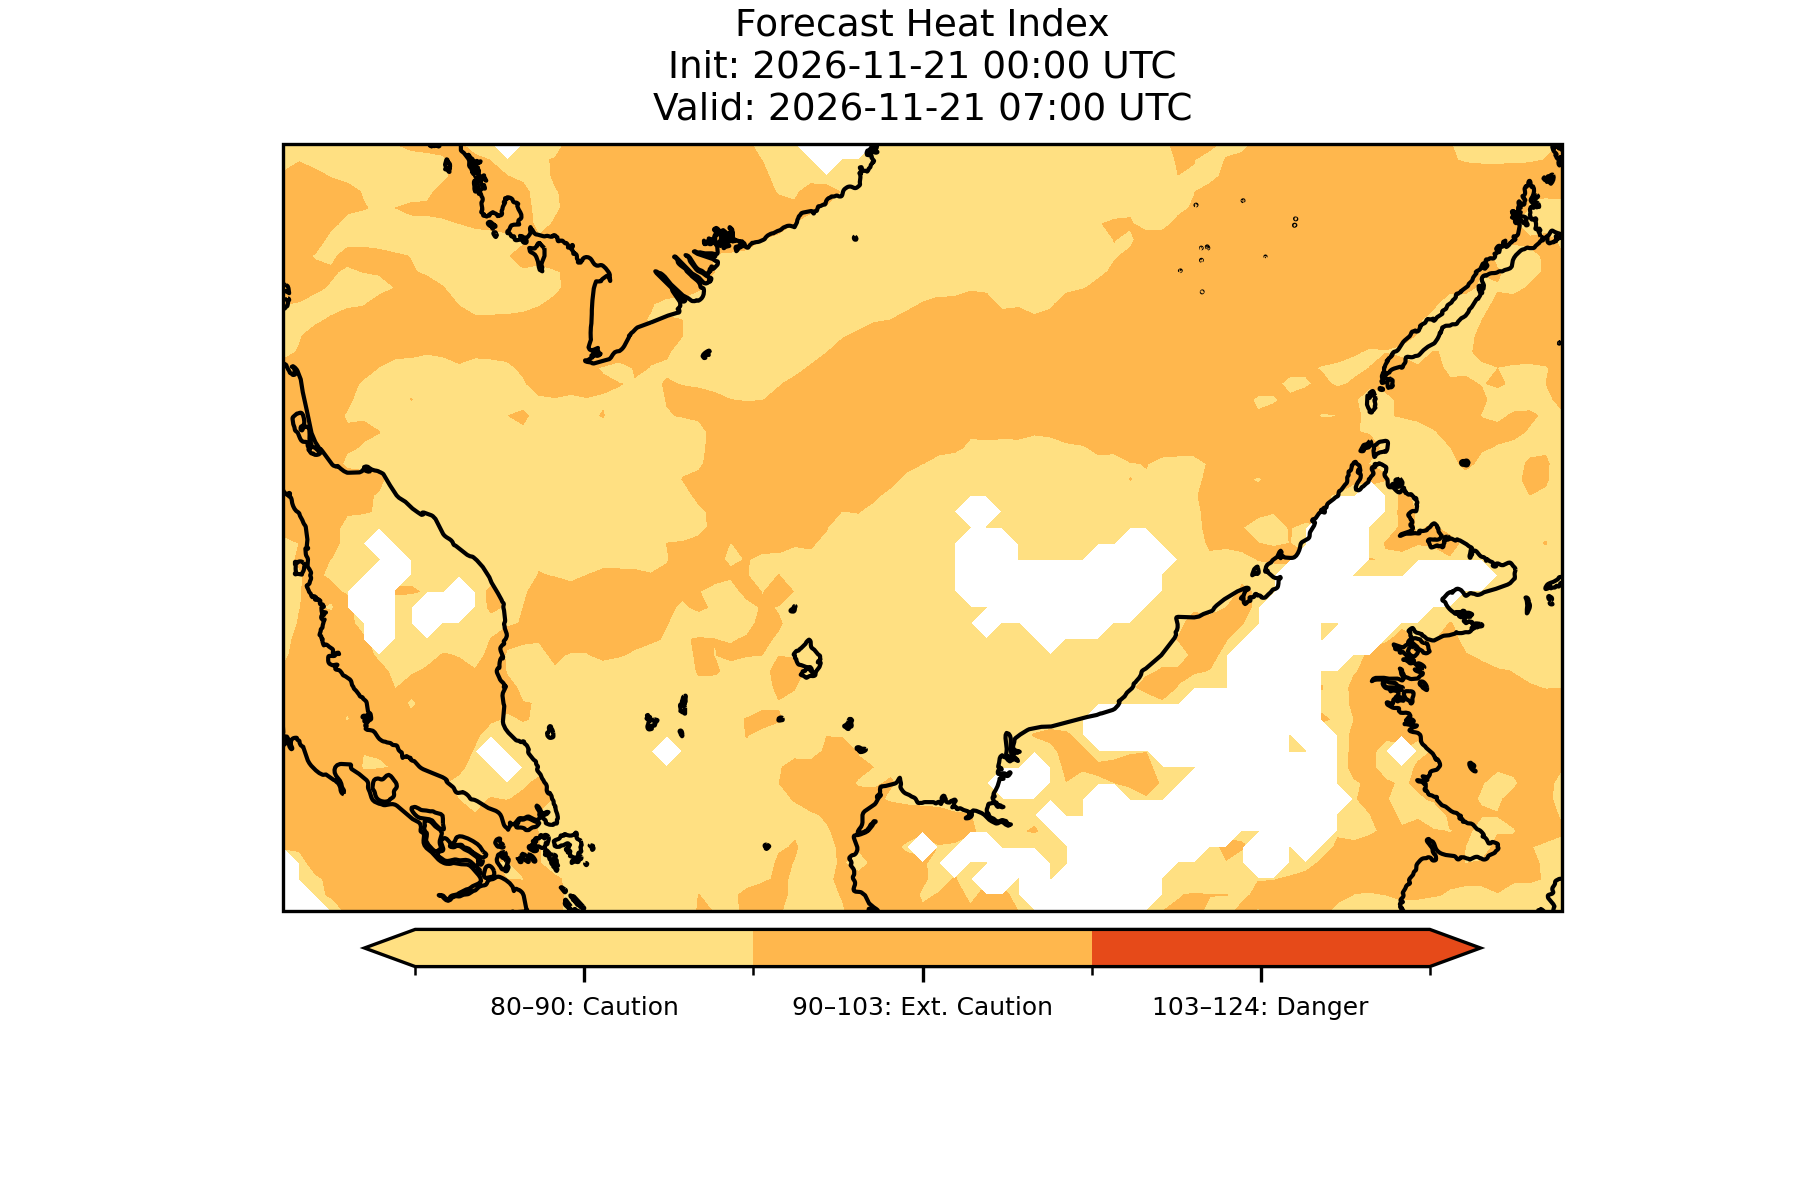 Forecast Heat Index
Init: 2026-11-21 00:00 UTC
Valid: 2026-11-21 07:00 UTC
80–90: Caution
90–103: Ext. Caution
103–124: Danger